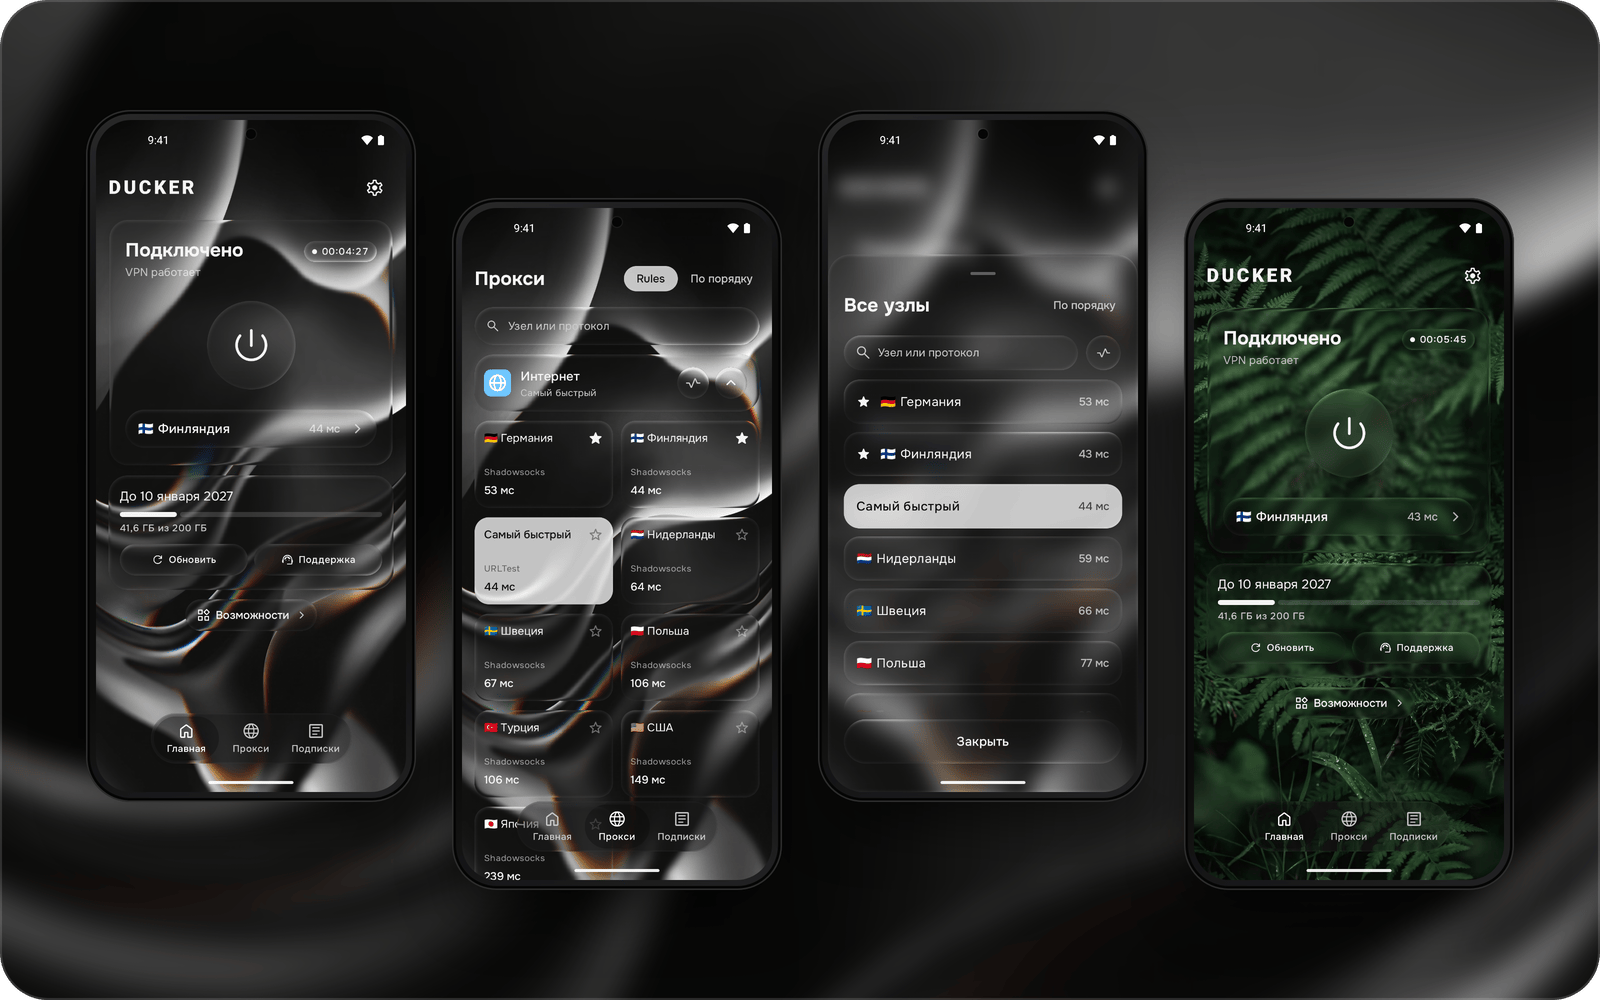 9:41
DUCKER
Подключено
00:04:27
VPN работает
Финляндия
44 мс
До 10 января 2027
41,6 ГБ из 200 ГБ
Обновить
Поддержка
Возможности
Главная
Прокси
Подписки
9:41
Прокси
Rules
По порядку
Узел или протокол
Интернет
Самый быстрый
Германия
Shadowsocks
53 мс
Финляндия
Shadowsocks
44 мс
Самый быстрый
URLTest
44 мс
Нидерланды
Shadowsocks
64 мс
Швеция
Shadowsocks
67 мс
Польша
Shadowsocks
106 мс
Турция
Shadowsocks
106 мс
США
Shadowsocks
149 мс
Shadowsocks
239 мс
Главная
Прокси
Подписки
9:41
Все узлы
По порядку
Узел или протокол
Германия
53 мс
Финляндия
43 мс
Самый быстрый
44 мс
Нидерланды
59 мс
Швеция
66 мс
Польша
77 мс
Закрыть
9:41
DUCKER
Подключено
00:05:45
VPN работает
Финляндия
43 мс
До 10 января 2027
41,6 ГБ из 200 ГБ
Обновить
Поддержка
Возможности
Главная
Прокси
Подписки